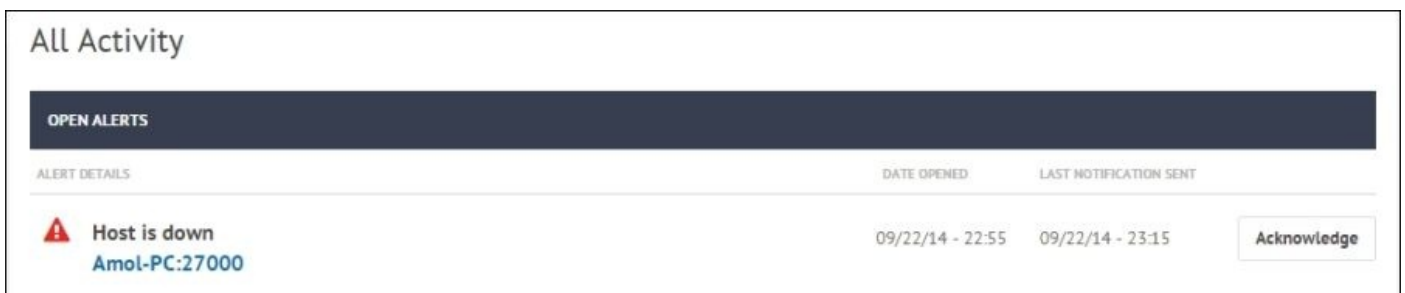 All Activity
OPEN ALERTS
ALERT DETAILS DATE OPENED LAST NOTIFICATION SENT
Host is down 09/22/14 - 22:55 09/22/14 - 23:15 Acknowledge
Amol-PC:27000